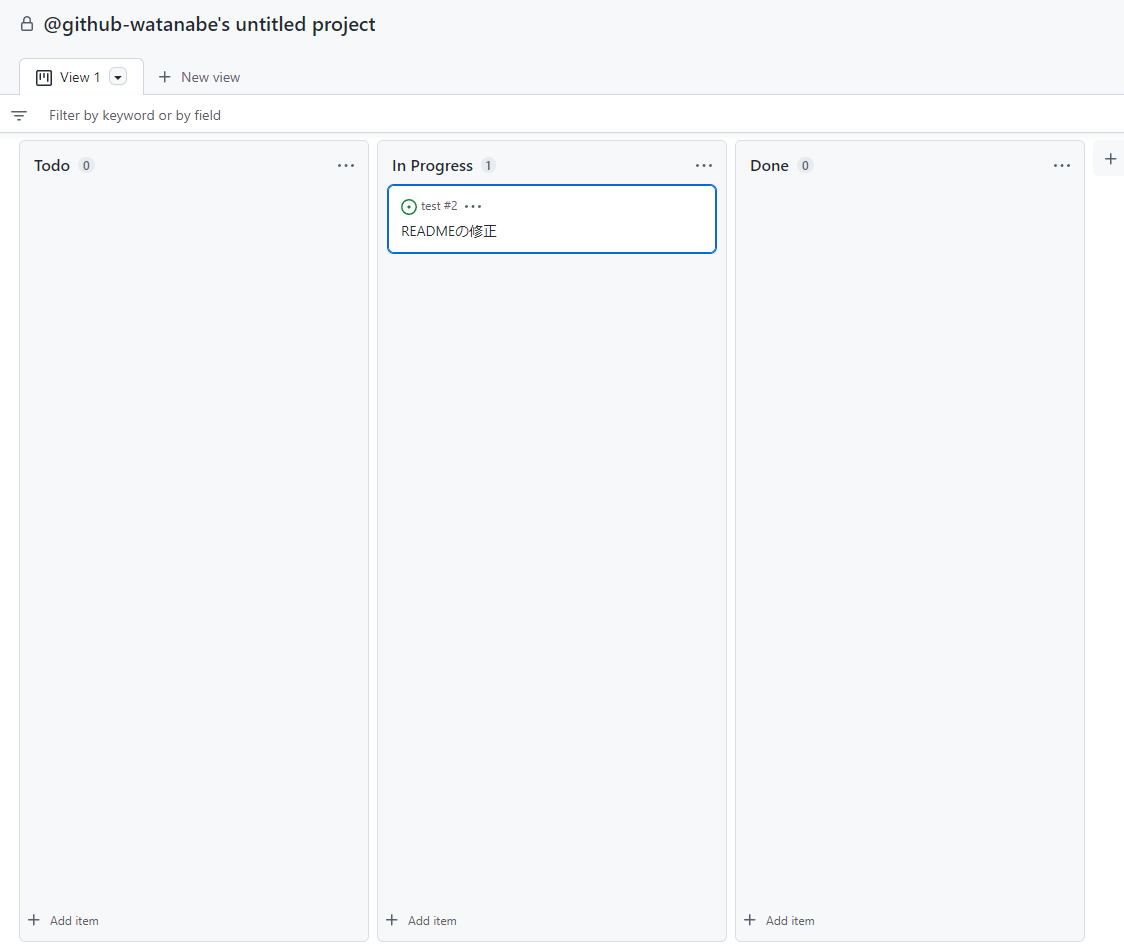 @github-watanabe's untitled project
View 1
New view
Filter by keyword or by field
Todo 0
In Progress 1
test #2
READMEの修正
Done 0
Add item
Add item
Add item